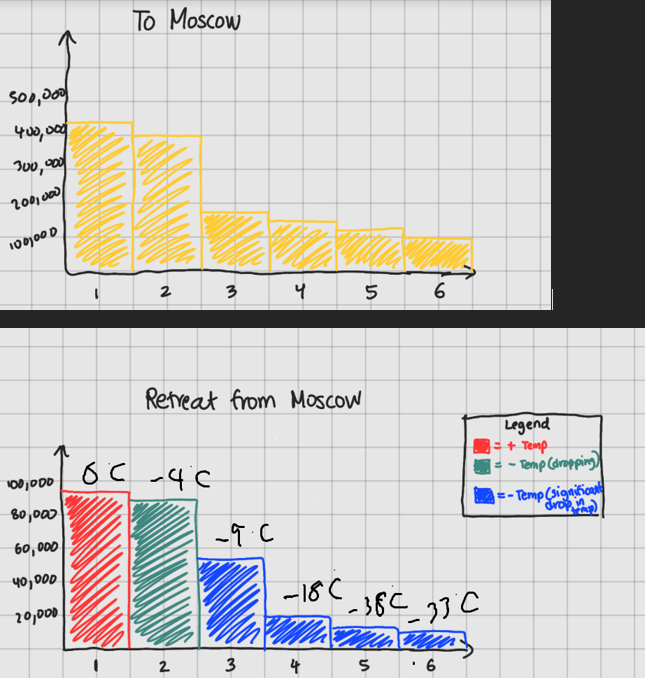 To Moscow
500,000
400,000
300,000
200,000
100,000
1 2 3 4 5 6
Retreat from Moscow
Legend
= + Temp
= - Temp (dropping)
= - Temp (significant
drop in
temp)
100,000
80,000
60,000
40,000
20,000
0 C
-4 C
-9 C
-18 C
-38 C
-33 C
1 2 3 4 5 6